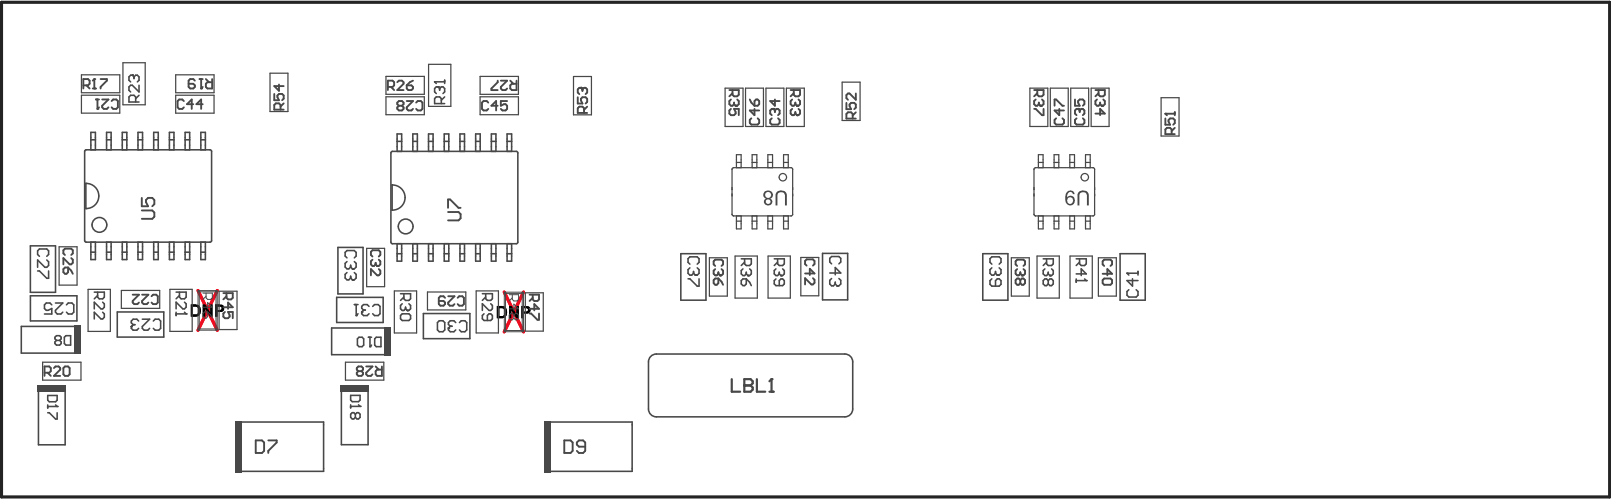 R17
R23
R19
R54
C21
C44
R26
R31
R27
R53
C28
C45
R35
C46
C34
R33
R52
R37
C47
C35
R34
R51
U5
U7
U8
U9
C27
C26
C33
C32
C37
C36
R36
R39
C42
C43
C39
C38
R38
R41
C40
C41
C25
R22
C22
C23
R21
DNP
R45
C31
R30
C29
C30
R29
DNP
R47
D8
D10
R20
R28
D17
D18
LBL1
D7
D9